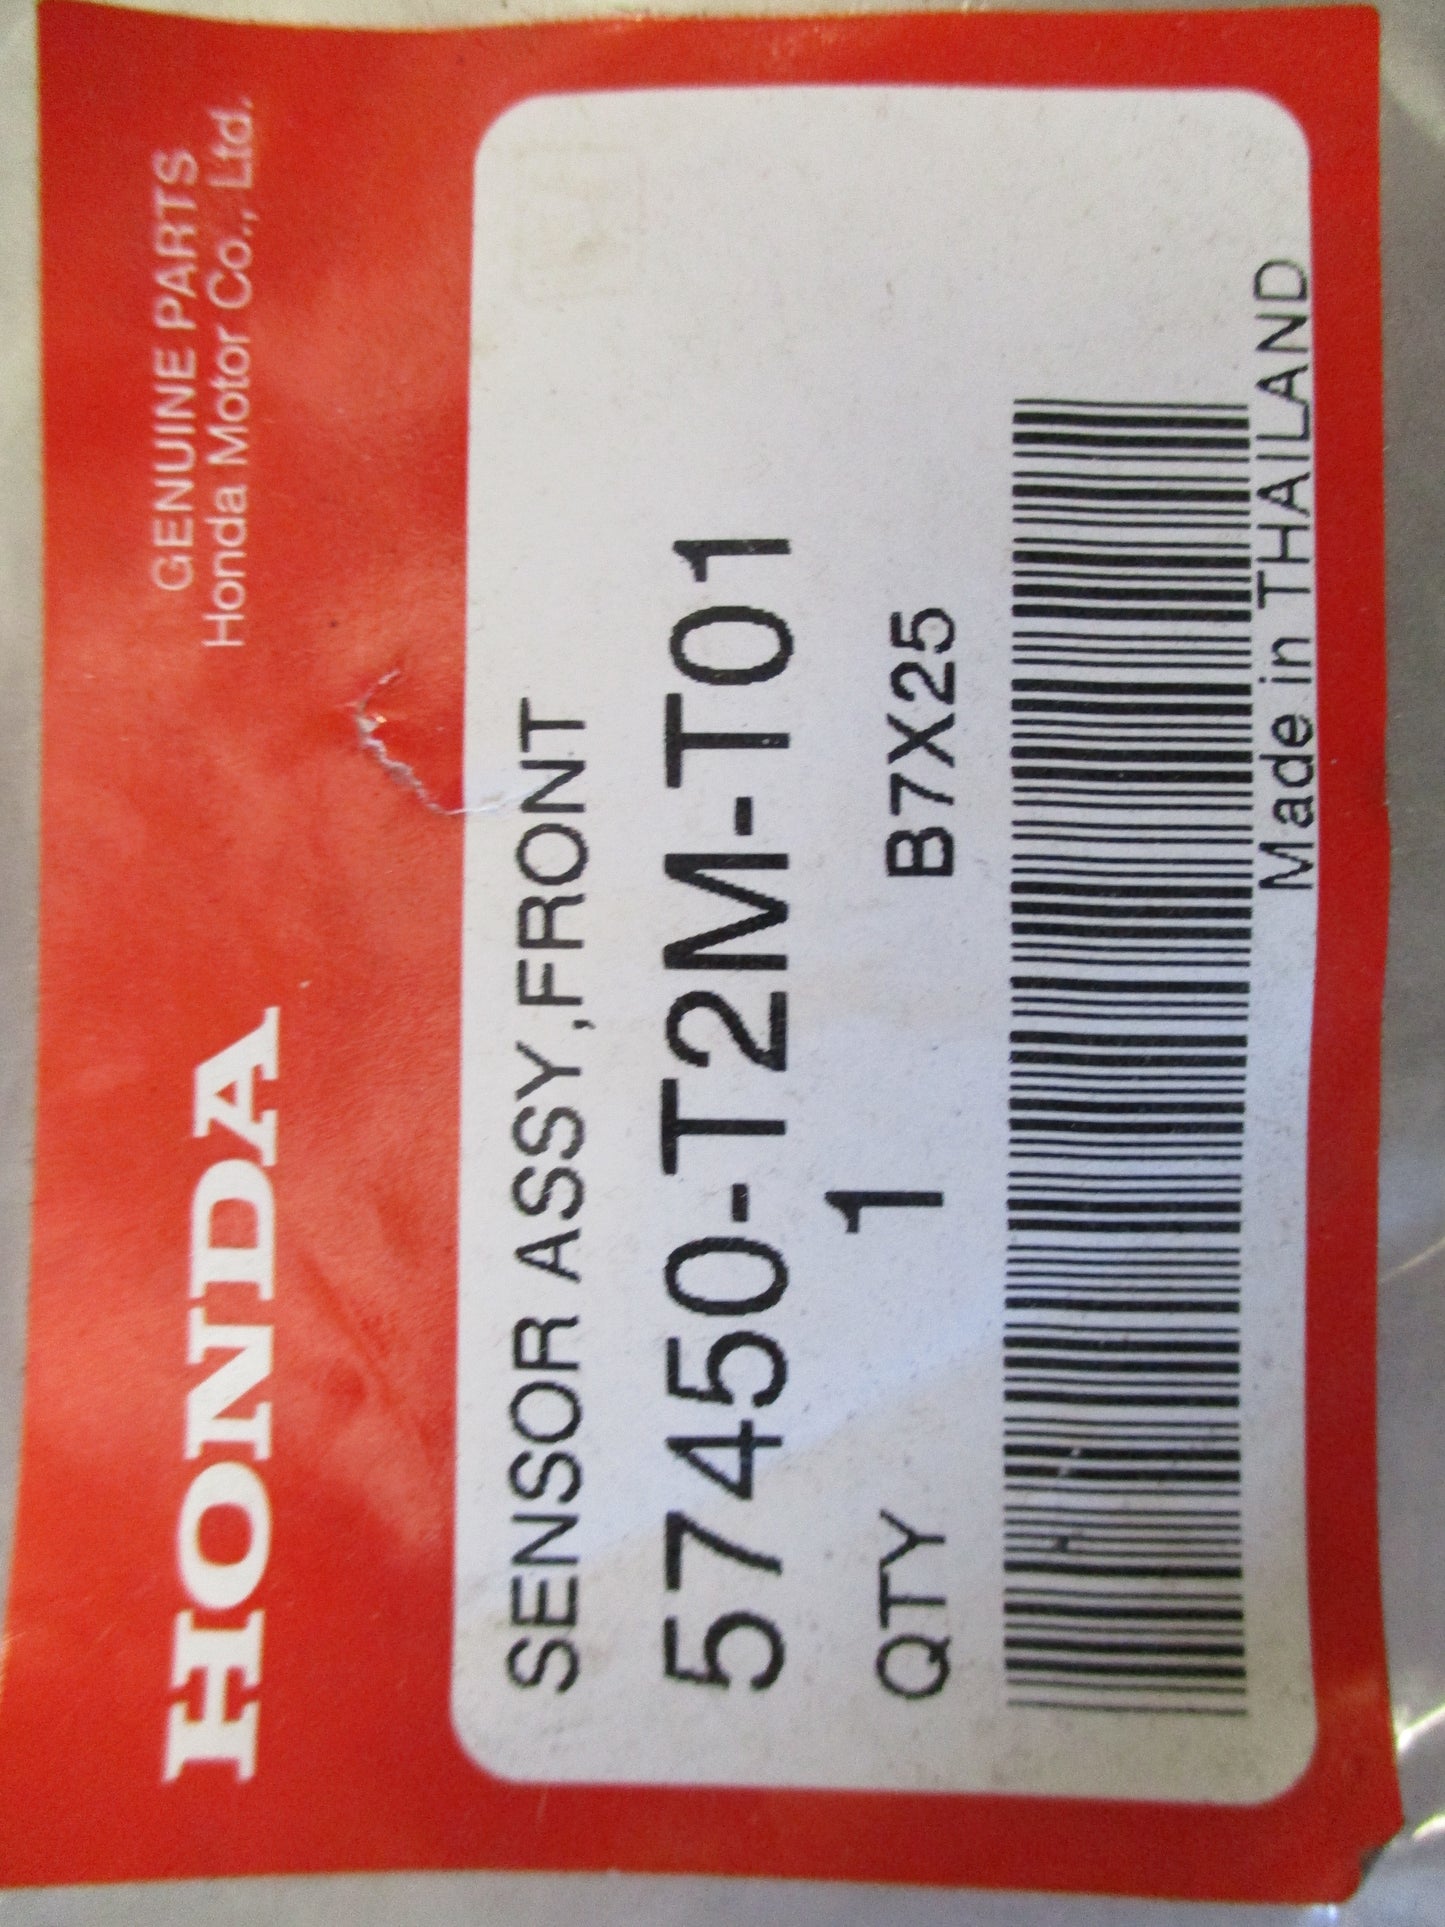 HONDA
GENUINE PARTS
Honda Motor Co., Ltd.
SENSOR ASSY,FRONT
57450-T2M-T01
QTY 1 B7X25
Made in THAILAND